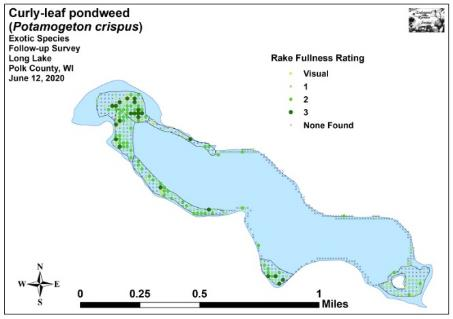 Curly-leaf pondweed
(Potamogeton crispus)
Exotic Species
Follow-up Survey
Long Lake
Polk County, WI
June 12, 2020
Rake Fullness Rating
Visual
1
2
3
None Found
N
W E
S
0 0.25 0.5 1
Miles